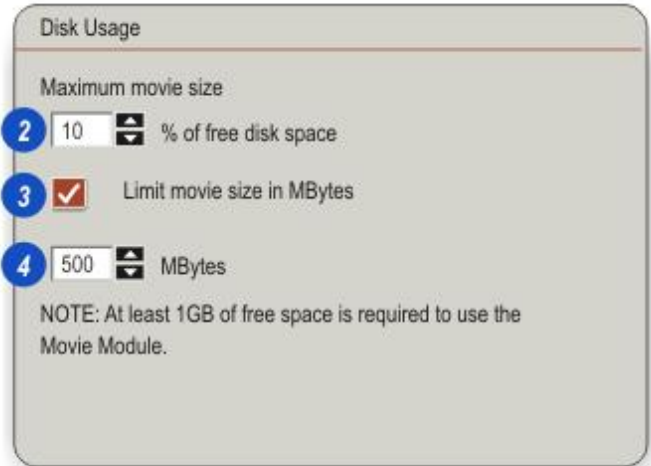 Disk Usage
Maximum movie size
2 10 % of free disk space
3 Limit movie size in MBytes
4 500 MBytes
NOTE: At least 1GB of free space is required to use the
Movie Module.